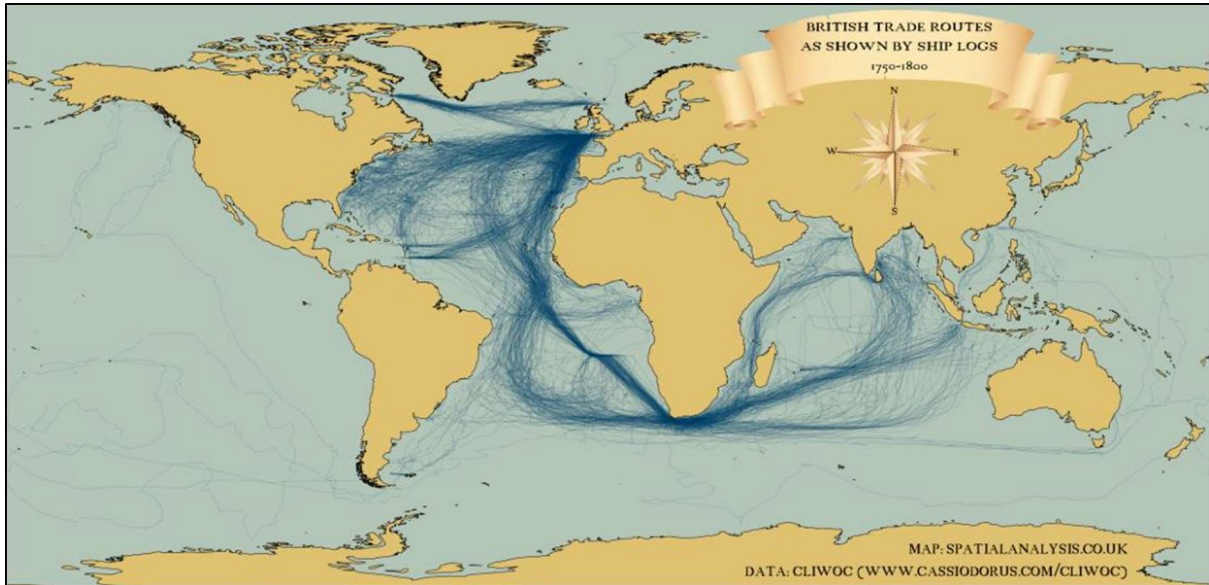 BRITISH TRADE ROUTES
AS SHOWN BY SHIP LOGS
1750-1800
N
W
E
S
MAP: SPATIALANALYSIS.CO.UK
DATA: CLIWOC (WWW.CASSIODORUS.COM/CLIWOC)